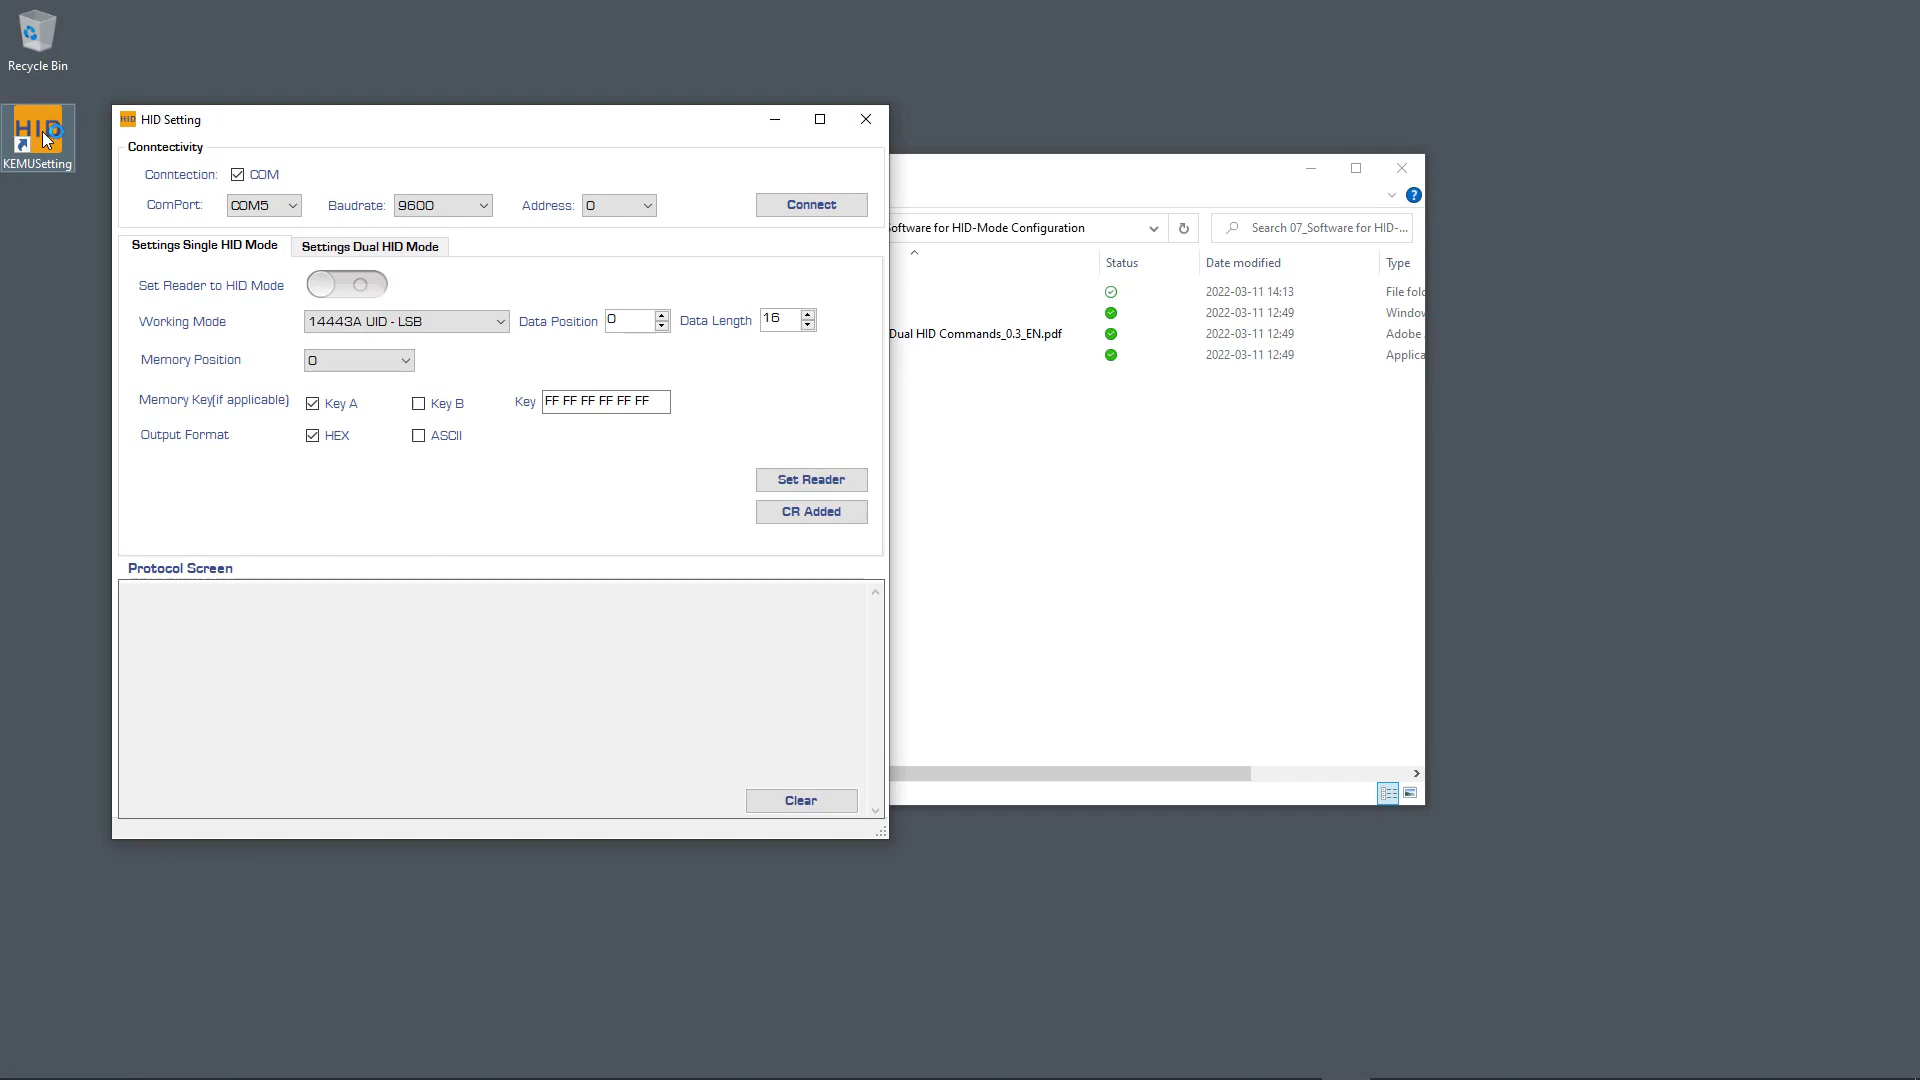 Recycle Bin
HID
KEMUSetting
HID HID Setting
Conntectivity
Conntection: COM
ComPort: COM5 Baudrate: 9600 Address: 0 Connect
Settings Single HID Mode Settings Dual HID Mode
Set Reader to HID Mode
Working Mode 14443A UID - LSB Data Position 0 Data Length 16
Memory Position 0
Memory Key(if applicable) Key A Key B Key FF FF FF FF FF FF
Output Format HEX ASCII
Set Reader
CR Added
Protocol Screen
Clear
?
Software for HID-Mode Configuration Search 07_Software for HID-...
Status Date modified Type
2022-03-11 14:13 File fold
2022-03-11 12:49 Window
Dual HID Commands_0.3_EN.pdf 2022-03-11 12:49 Adobe
2022-03-11 12:49 Applica